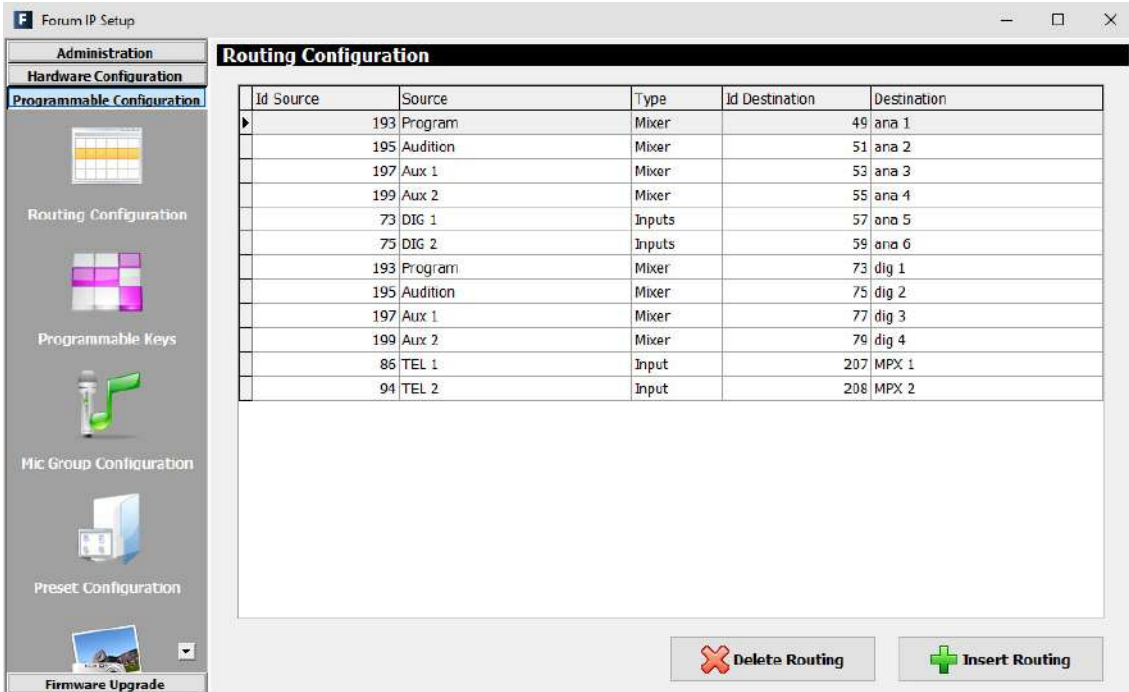 Forum IP Setup
Administration
Hardware Configuration
Programmable Configuration
Routing Configuration
Programmable Keys
Mic Group Configuration
Preset Configuration
Firmware Upgrade
Routing Configuration
Id Source Source Type Id Destination Destination
193 Program Mixer 49 ana 1
195 Audition Mixer 51 ana 2
197 Aux 1 Mixer 53 ana 3
199 Aux 2 Mixer 55 ana 4
73 DIG 1 Inputs 57 ana 5
75 DIG 2 Inputs 59 ana 6
193 Program Mixer 73 dig 1
195 Audition Mixer 75 dig 2
197 Aux 1 Mixer 77 dig 3
199 Aux 2 Mixer 79 dig 4
86 TEL 1 Input 207 MPX 1
94 TEL 2 Input 208 MPX 2
Delete Routing
Insert Routing